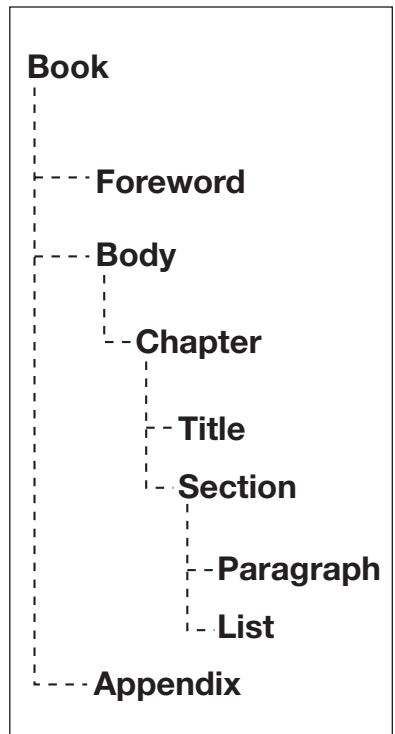 Book
Foreword
Body
Chapter
Title
Section
Paragraph
List
Appendix